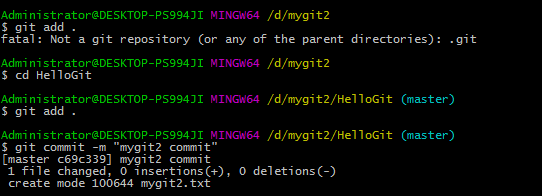 Administrator@DESKTOP-PS994JI MINGW64 /d/mygit2
$ git add .
fatal: Not a git repository (or any of the parent directories): .git
Administrator@DESKTOP-PS994JI MINGW64 /d/mygit2
$ cd HelloGit
Administrator@DESKTOP-PS994JI MINGW64 /d/mygit2/HelloGit (master)
$ git add .
Administrator@DESKTOP-PS994JI MINGW64 /d/mygit2/HelloGit (master)
$ git commit -m "mygit2 commit"
[master c69c339] mygit2 commit
 1 file changed, 0 insertions(+), 0 deletions(-)
 create mode 100644 mygit2.txt